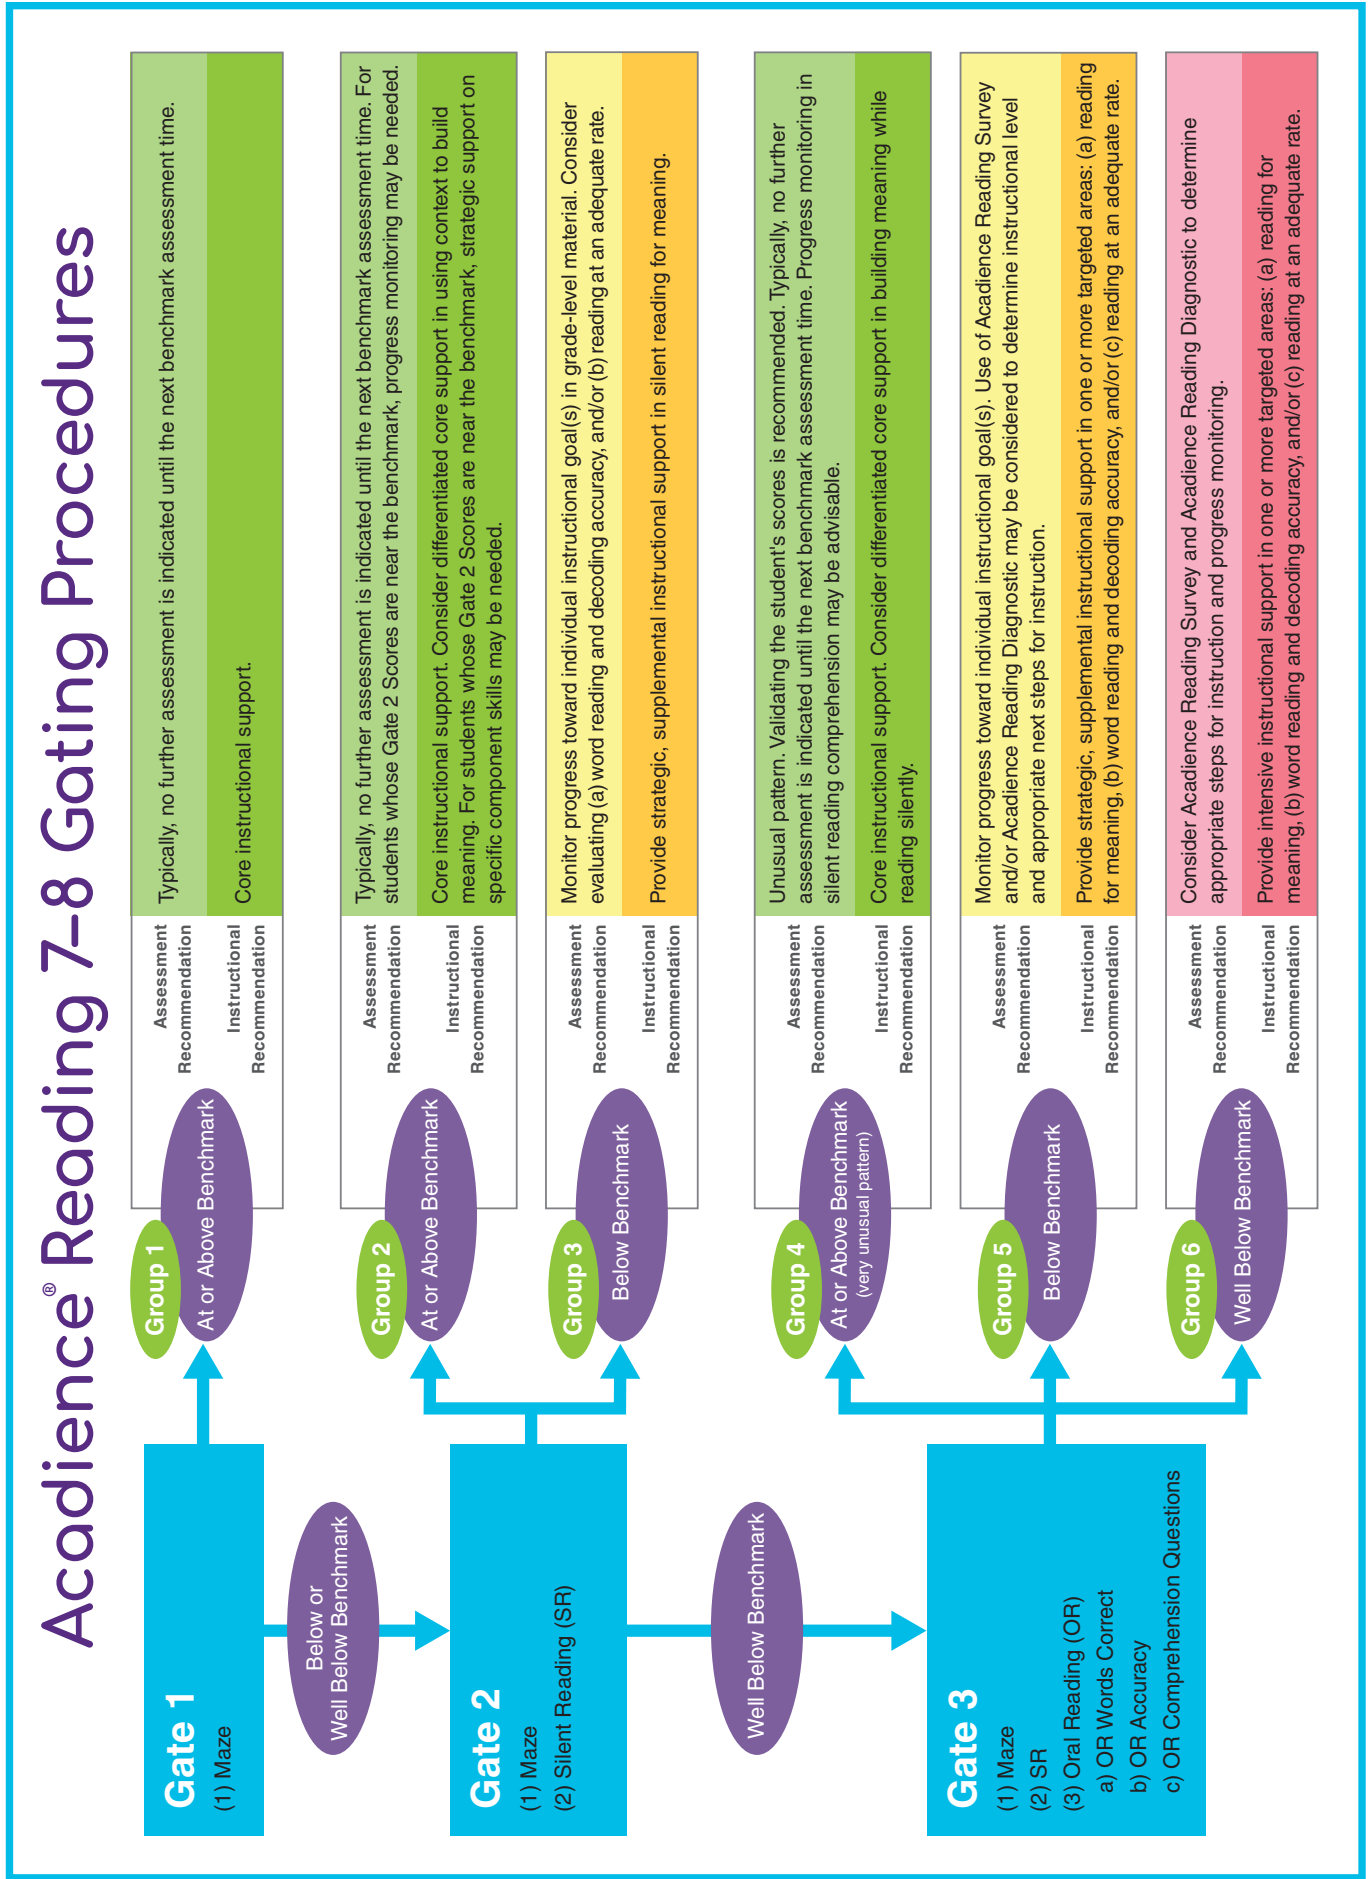 Acadience® Reading 7–8 Gating Procedures
Gate 1
(1) Maze
Group 1
At or Above Benchmark
Assessment
Recommendation
Typically, no further assessment is indicated until the next benchmark assessment time.
Instructional
Recommendation
Core instructional support.
Below or
Well Below Benchmark
Gate 2
(1) Maze
(2) Silent Reading (SR)
Group 2
At or Above Benchmark
Assessment
Recommendation
Typically, no further assessment is indicated until the next benchmark assessment time. For
students whose Gate 2 Scores are near the benchmark, progress monitoring may be needed.
Instructional
Recommendation
Core instructional support. Consider differentiated core support in using context to build
meaning. For students whose Gate 2 Scores are near the benchmark, strategic support on
specific component skills may be needed.
Group 3
Below Benchmark
Assessment
Recommendation
Monitor progress toward individual instructional goal(s) in grade-level material. Consider
evaluating (a) word reading and decoding accuracy, and/or (b) reading at an adequate rate.
Instructional
Recommendation
Provide strategic, supplemental instructional support in silent reading for meaning.
Well Below Benchmark
Gate 3
(1) Maze
(2) SR
(3) Oral Reading (OR)
a) OR Words Correct
b) OR Accuracy
c) OR Comprehension Questions
Group 4
At or Above Benchmark
(very unusual pattern)
Assessment
Recommendation
Unusual pattern. Validating the student's scores is recommended. Typically, no further
assessment is indicated until the next benchmark assessment time. Progress monitoring in
silent reading comprehension may be advisable.
Instructional
Recommendation
Core instructional support. Consider differentiated core support in building meaning while
reading silently.
Group 5
Below Benchmark
Assessment
Recommendation
Monitor progress toward individual instructional goal(s). Use of Acadience Reading Survey
and/or Acadience Reading Diagnostic may be considered to determine instructional level
and appropriate next steps for instruction.
Instructional
Recommendation
Provide strategic, supplemental instructional support in one or more targeted areas: (a) reading
for meaning, (b) word reading and decoding accuracy, and/or (c) reading at an adequate rate.
Group 6
Well Below Benchmark
Assessment
Recommendation
Consider Acadience Reading Survey and Acadience Reading Diagnostic to determine
appropriate steps for instruction and progress monitoring.
Instructional
Recommendation
Provide intensive instructional support in one or more targeted areas: (a) reading for
meaning, (b) word reading and decoding accuracy, and/or (c) reading at an adequate rate.